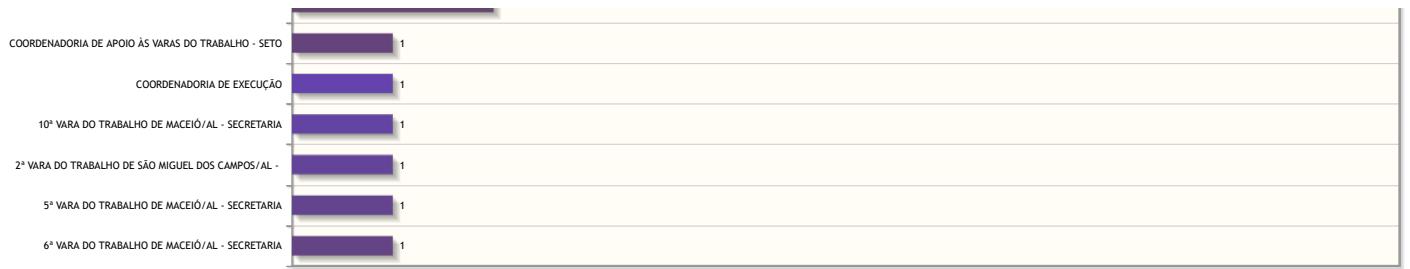 COORDENADORIA DE APOIO ÀS VARAS DO TRABALHO - SETO 1
COORDENADORIA DE EXECUÇÃO 1
10ª VARA DO TRABALHO DE MACEIÓ/AL - SECRETARIA 1
2ª VARA DO TRABALHO DE SÃO MIGUEL DOS CAMPOS/AL - 1
5ª VARA DO TRABALHO DE MACEIÓ/AL - SECRETARIA 1
6ª VARA DO TRABALHO DE MACEIÓ/AL - SECRETARIA 1